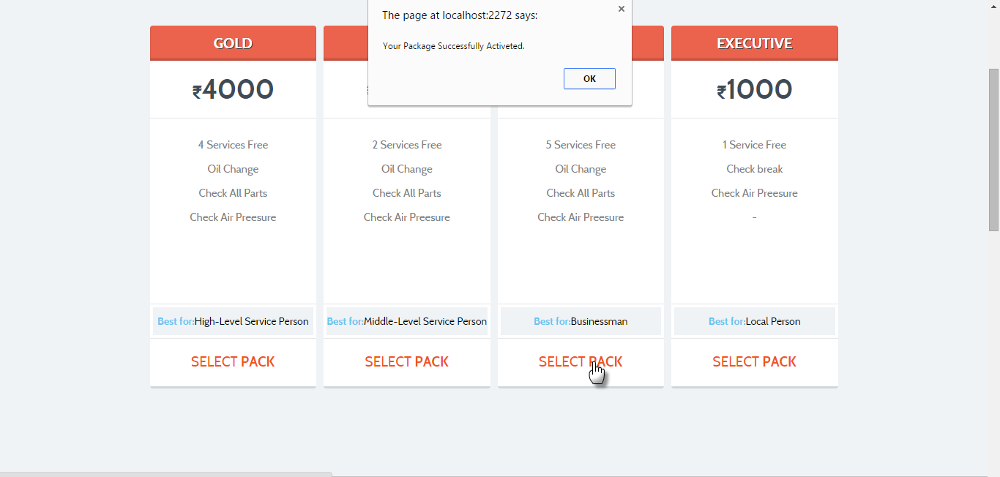 The page at localhost:2272 says:
Your Package Successfully Activeted.
OK
GOLD
₹4000
4 Services Free
Oil Change
Check All Parts
Check Air Preesure
Best for:High-Level Service Person
SELECT PACK
2 Services Free
Oil Change
Check All Parts
Check Air Preesure
Best for:Middle-Level Service Person
SELECT PACK
5 Services Free
Oil Change
Check All Parts
Check Air Preesure
Best for:Businessman
SELECT PACK
EXECUTIVE
₹1000
1 Service Free
Check break
Check Air Preesure
-
Best for:Local Person
SELECT PACK